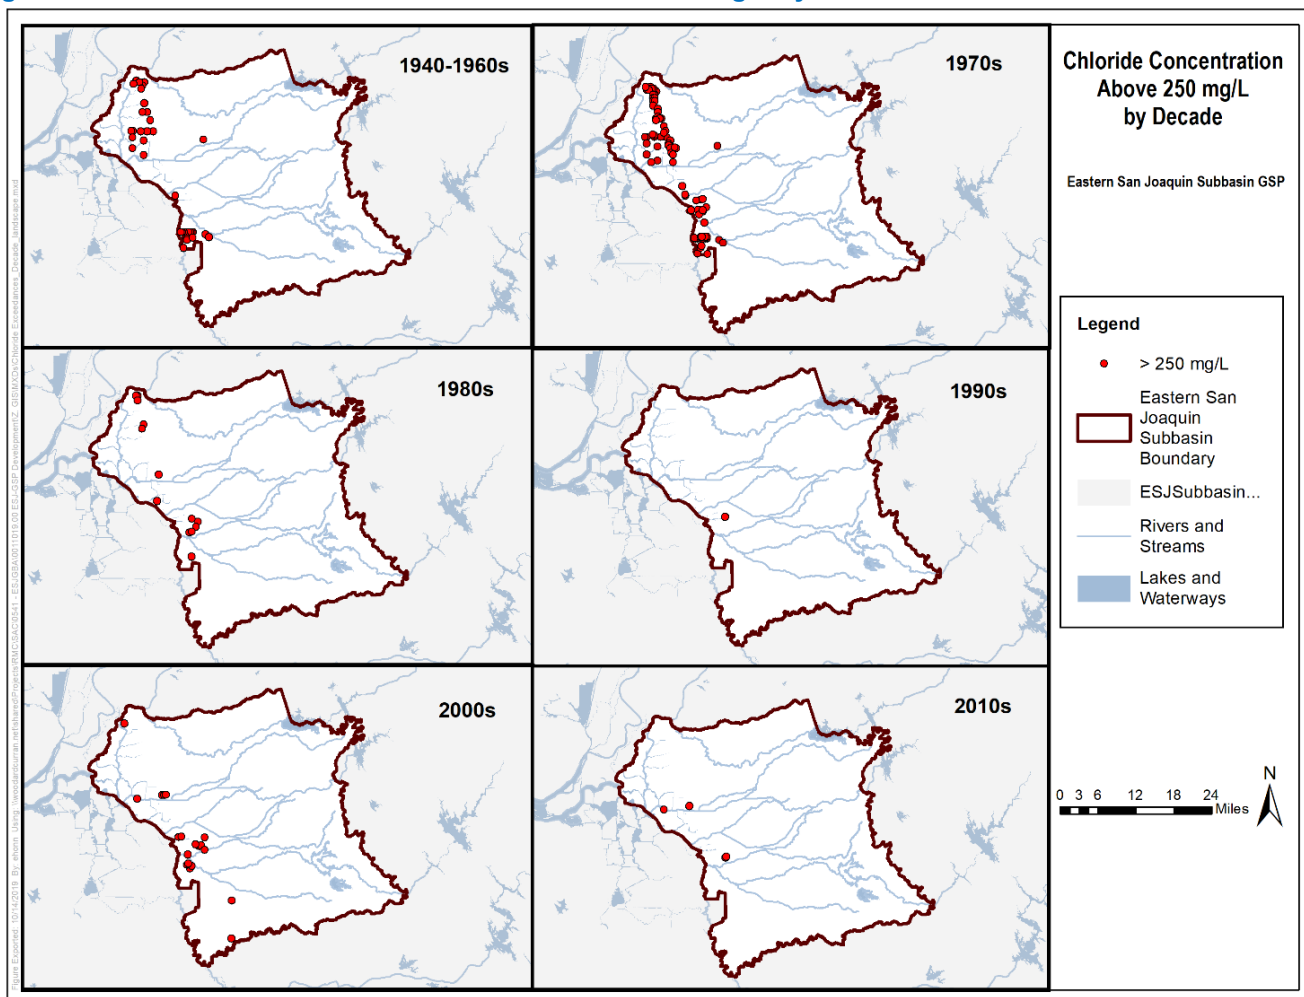 1940-1960s
1970s
1980s
1990s
2000s
2010s
Chloride Concentration
Above 250 mg/L
by Decade
Eastern San Joaquin Subbasin GSP
Legend
> 250 mg/L
Eastern San
Joaquin
Subbasin
Boundary
ESJSubbasin...
Rivers and
Streams
Lakes and
Waterways
N
0 3 6 12 18 24
Miles